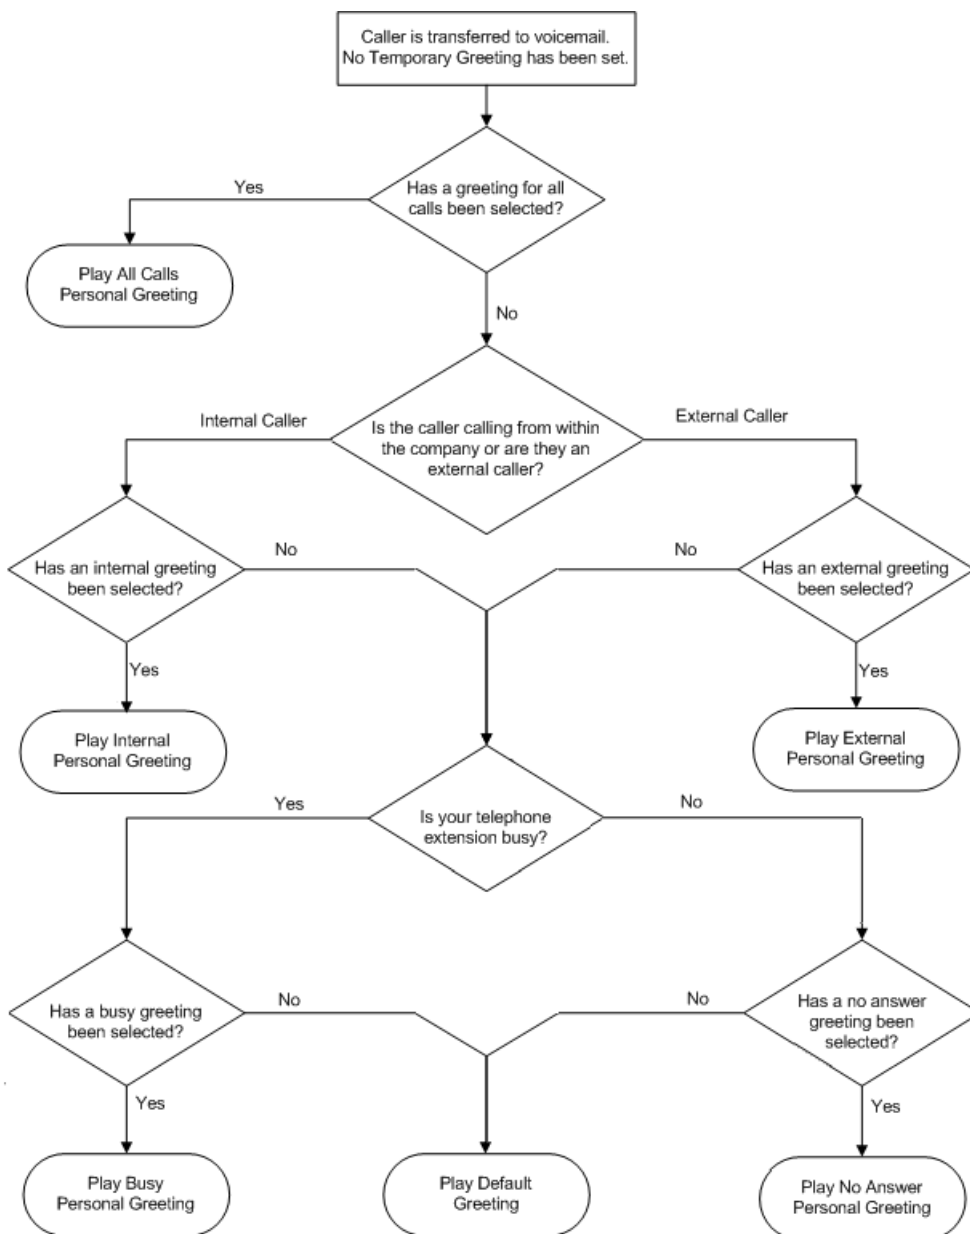 Caller is transferred to voicemail.
No Temporary Greeting has been set.
Yes
Has a greeting for all
calls been selected?
Play All Calls
Personal Greeting
No
Internal Caller
External Caller
Is the caller calling from within
the company or are they an
external caller?
No
No
Has an internal greeting
been selected?
Has an external greeting
been selected?
Yes
Yes
Play Internal
Personal Greeting
Play External
Personal Greeting
Yes
No
Is your telephone
extension busy?
No
No
Has a busy greeting
been selected?
Has a no answer
greeting been
selected?
Yes
Yes
Play Busy
Personal Greeting
Play Default
Greeting
Play No Answer
Personal Greeting